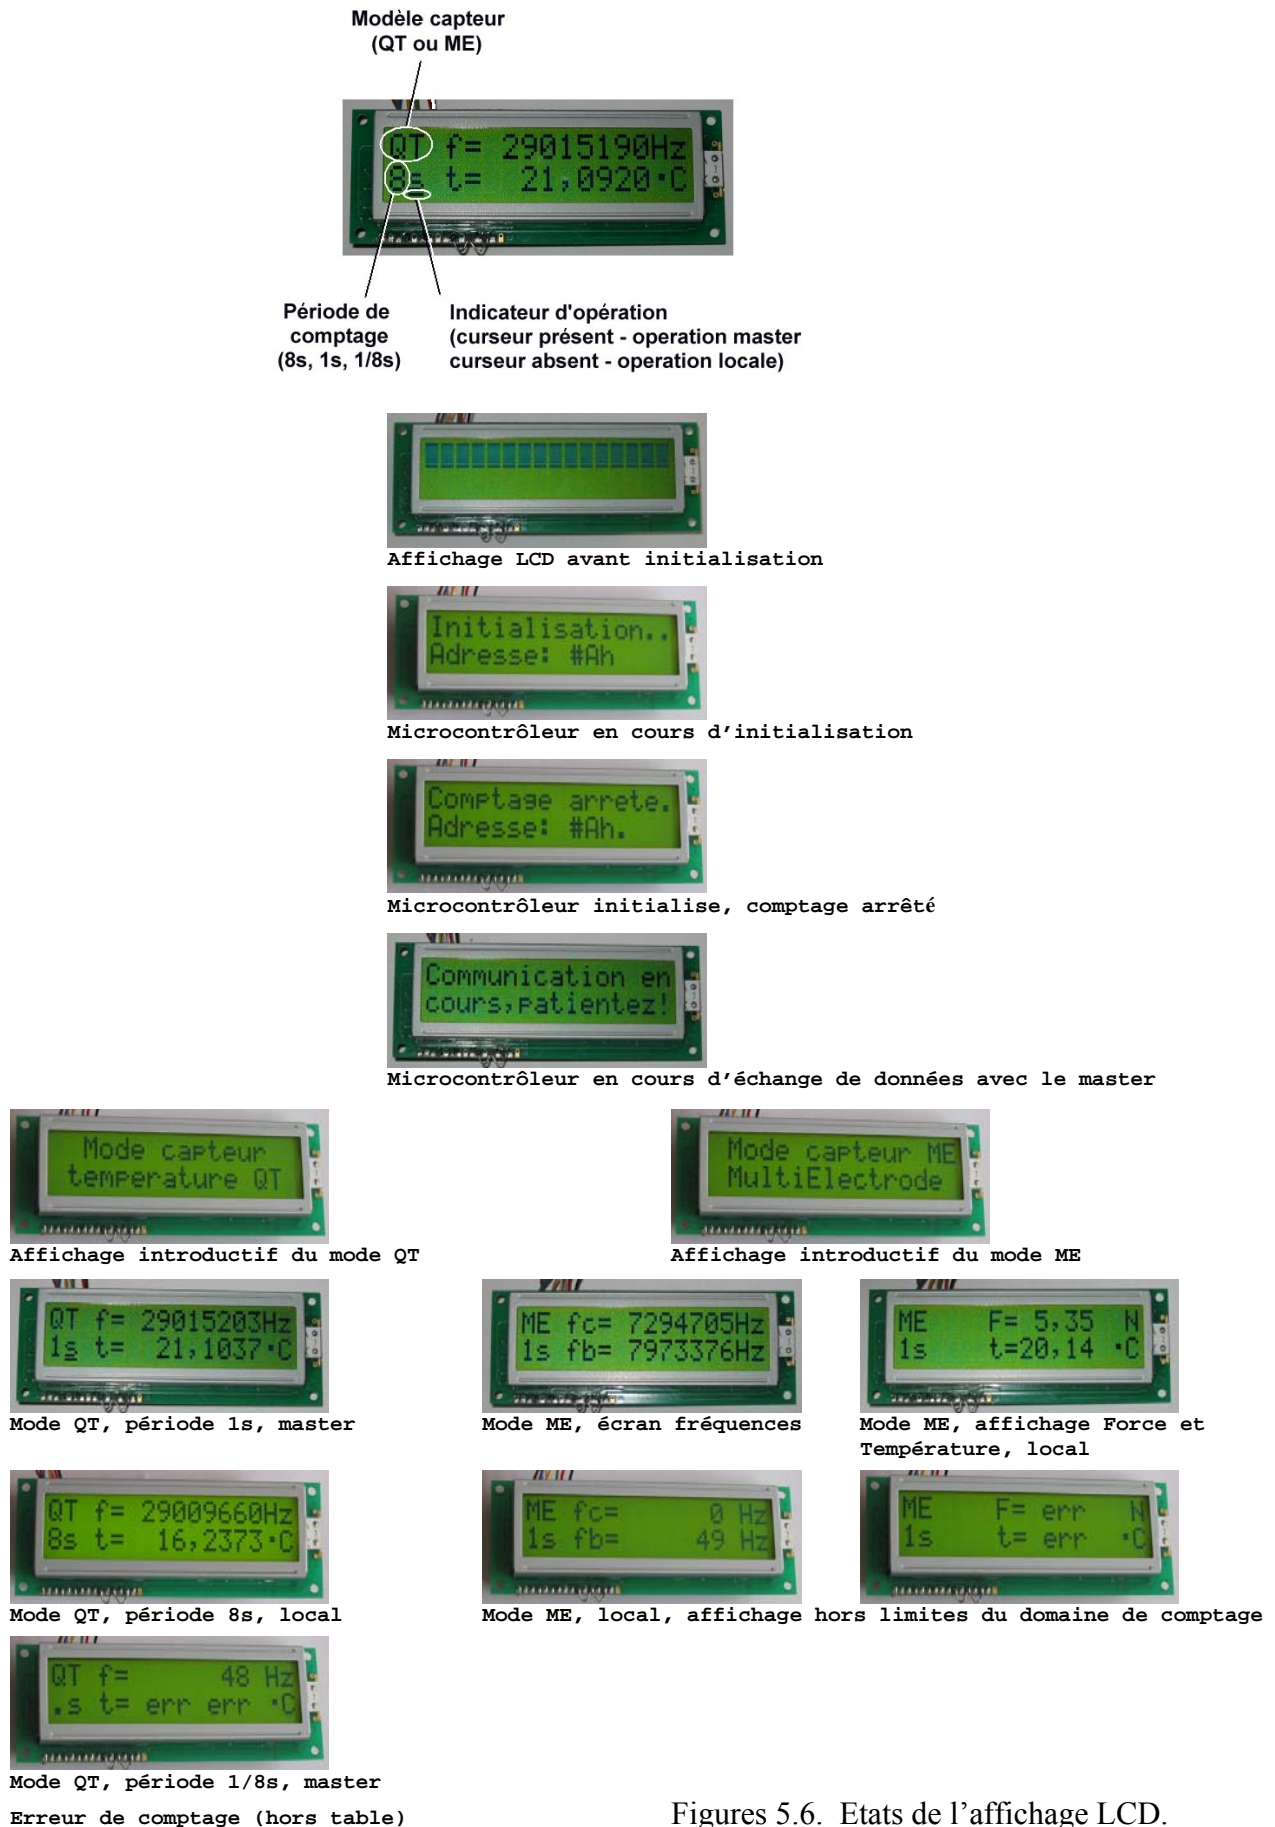 Modèle capteur
(QT ou ME)
QT f= 29015190Hz
8s t= 21,0920°C
Période de
comptage
(8s, 1s, 1/8s)
Indicateur d'opération
(curseur présent - operation master
curseur absent - operation locale)
Affichage LCD avant initialisation
Initialisation..
Adresse: #Ah
Microcontrôleur en cours d’initialisation
Comptage arrete.
Adresse: #Ah.
Microcontrôleur initialise, comptage arrêté
Communication en
cours,patientez!
Microcontrôleur en cours d’échange de données avec le master
Mode capteur
temperature QT
Affichage introductif du mode QT
Mode capteur ME
MultiElectrode
Affichage introductif du mode ME
QT f= 29015203Hz
1s t= 21,1037°C
Mode QT, période 1s, master
ME fc= 7294705Hz
1s fb= 7973376Hz
Mode ME, écran fréquences
ME F= 5,35 N
1s t=20,14 °C
Mode ME, affichage Force et
Température, local
QT f= 29009660Hz
8s t= 16,2373°C
Mode QT, période 8s, local
ME fc= 0 Hz
1s fb= 49 Hz
ME F= err N
1s t= err °C
Mode ME, local, affichage hors limites du domaine de comptage
QT f= 48 Hz
.s t= err err °C
Mode QT, période 1/8s, master
Erreur de comptage (hors table)
Figures 5.6. Etats de l’affichage LCD.